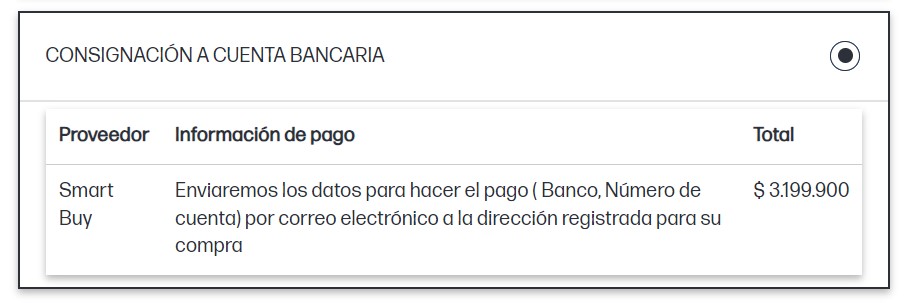 CONSIGNACIÓN A CUENTA BANCARIA
Proveedor Información de pago Total
Smart Enviaremos los datos para hacer el pago ( Banco, Número de $ 3.199.900
Buy cuenta) por correo electrónico a la dirección registrada para su
compra